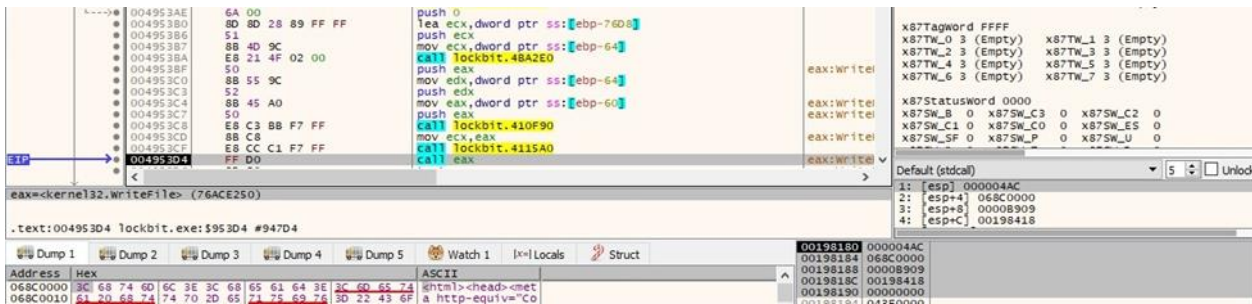 004953AE 6A 00 push 0
004953B0 8D 8D 28 89 FF FF lea ecx,dword ptr ss:[ebp-76D8]
004953B6 51 push ecx
004953B7 8B 4D 9C mov ecx,dword ptr ss:[ebp-64]
004953BA E8 21 4F 02 00 call lockbit.4BA2E0
004953BF 50 push eax eax:Write
004953C0 8B 55 9C mov edx,dword ptr ss:[ebp-64]
004953C3 52 push edx
004953C4 8B 45 A0 mov eax,dword ptr ss:[ebp-60] eax:Write
004953C7 50 push eax eax:Write
004953C8 E8 C3 BB F7 FF call lockbit.410F90
004953CD 8B C8 mov ecx,eax eax:Write
004953CF E8 CC C1 F7 FF call lockbit.4115A0
EIP 004953D4 FF D0 call eax eax:Write
eax=<kernel32.WriteFile> (76ACE250)
.text:004953D4 lockbit.exe:$953D4 #947D4
x87TagWord FFFF
x87TW_0 3 (Empty) x87TW_1 3 (Empty)
x87TW_2 3 (Empty) x87TW_3 3 (Empty)
x87TW_4 3 (Empty) x87TW_5 3 (Empty)
x87TW_6 3 (Empty) x87TW_7 3 (Empty)
x87StatusWord 0000
x87SW_B 0 x87SW_C3 0 x87SW_C2 0
x87SW_C1 0 x87SW_C0 0 x87SW_ES 0
x87SW_SF 0 x87SW_P 0 x87SW_U 0
Default (stdcall) 5 Unlock
1: [esp] 000004AC
2: [esp+4] 068C0000
3: [esp+8] 0000B909
4: [esp+C] 00198418
Dump 1 Dump 2 Dump 3 Dump 4 Dump 5 Watch 1 [x=] Locals Struct
Address Hex ASCII
068C0000 3C 68 74 6D 6C 3E 3C 68 65 61 64 3E 3C 6D 65 74 <html><head><met
068C0010 61 20 68 74 74 70 2D 65 71 75 69 76 3D 22 43 6F a http-equiv="Co
00198180 000004AC
00198184 068C0000
00198188 0000B909
0019818C 00198418
00198190 00000000